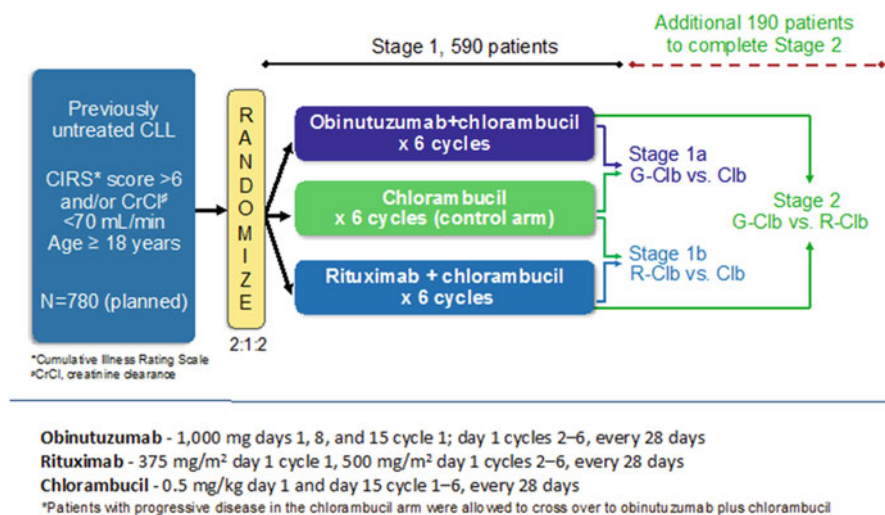 Stage 1, 590 patients
Additional 190 patients
to complete Stage 2
Previously
untreated CLL
CIRS* score >6
and/or CrCl#
<70 mL/min
Age ≥ 18 years
N=780 (planned)
RANDOMIZE
2:1:2
Obinutuzumab+chlorambucil
x 6 cycles
Chlorambucil
x 6 cycles (control arm)
Rituximab + chlorambucil
x 6 cycles
Stage 1a
G-Clb vs. Clb
Stage 1b
R-Clb vs. Clb
Stage 2
G-Clb vs. R-Clb
*Cumulative Illness Rating Scale
#CrCl, creatinine clearance
Obinutuzumab - 1,000 mg days 1, 8, and 15 cycle 1; day 1 cycles 2–6, every 28 days
Rituximab - 375 mg/m² day 1 cycle 1, 500 mg/m² day 1 cycles 2–6, every 28 days
Chlorambucil - 0.5 mg/kg day 1 and day 15 cycle 1–6, every 28 days
*Patients with progressive disease in the chlorambucil arm were allowed to cross over to obinutuzumab plus chlorambucil